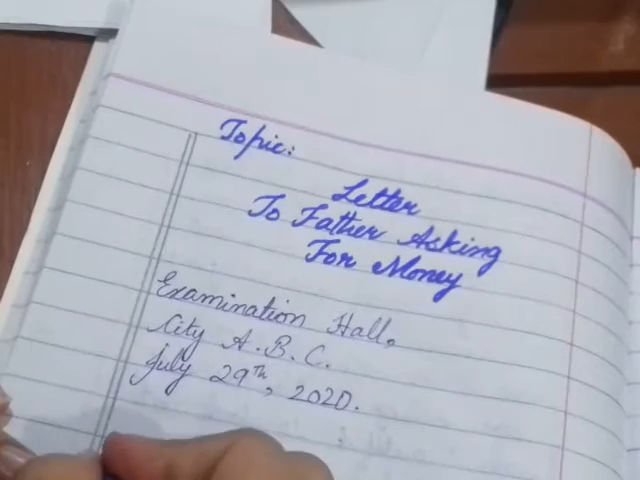 Topic:
Letter
To Father Asking
For Money
Examination Hall,
City A.B.C.
July 29th, 2020.